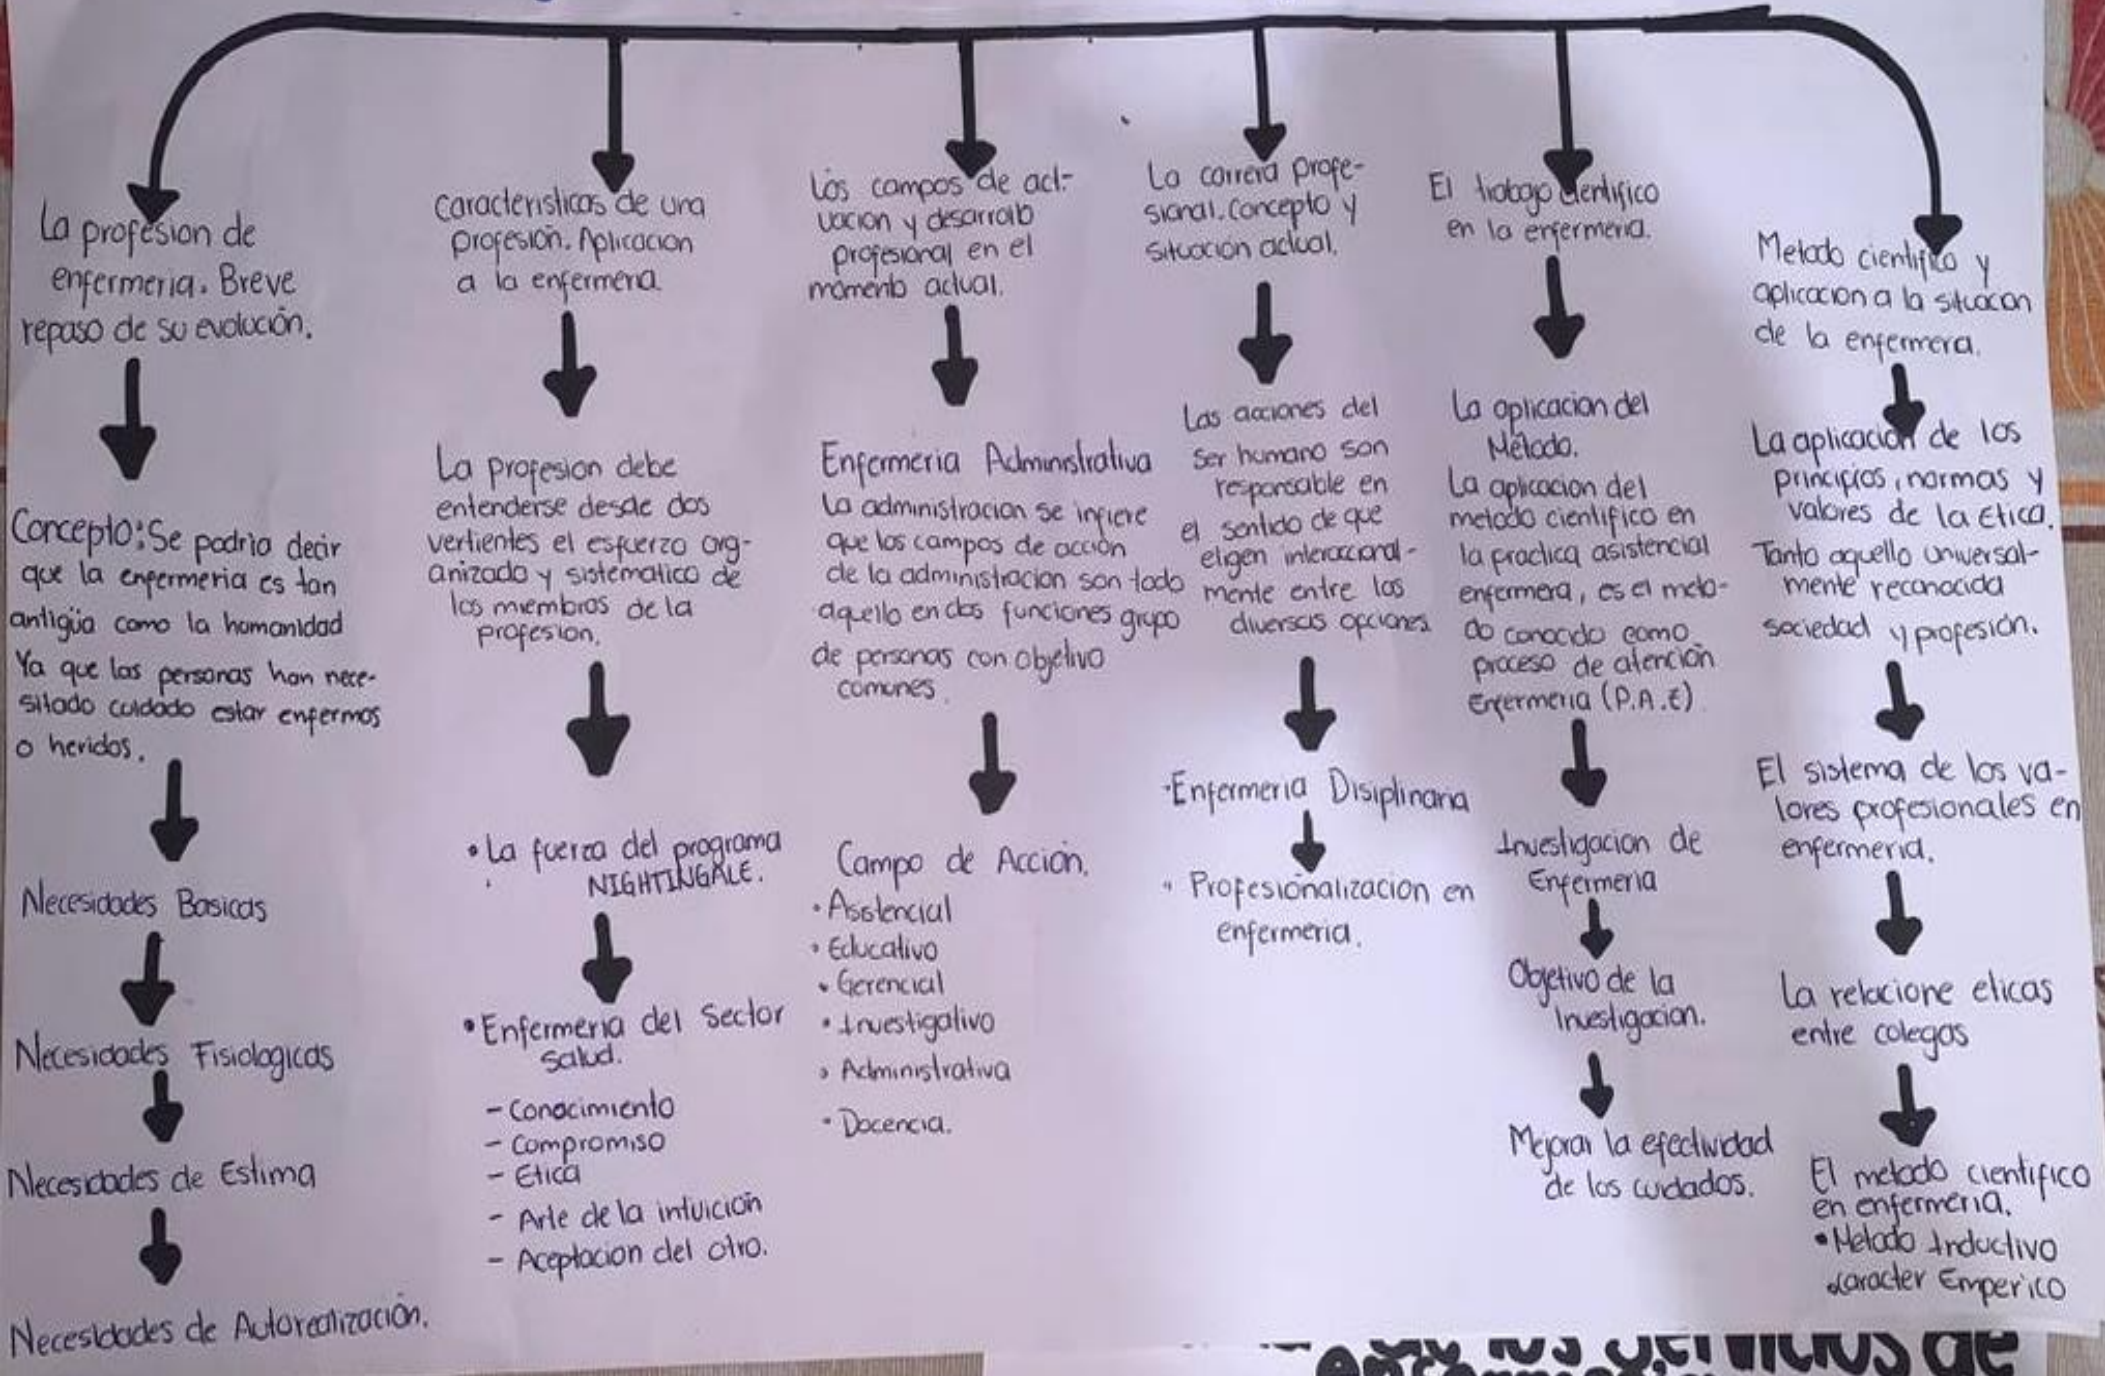 La profesion de
enfermeria. Breve
repaso de su evolución.
Concepto: Se podria decir
que la enfermeria es tan
antigüa como la homanidad
Ya que las personas han nece-
sitado cuidado estar enfermos
o heridos.
Necesidades Basicas
Necesidades Fisiologicas
Necesidades de Estima
Necesidades de Autorealización.
Caracteristicas de una
profesión. Aplicacion
a la enfermera.
La profesion debe
entenderse desde dos
vertientes el esfuerzo org-
anizado y sistematico de
los miembros de la
profesion.
• La fuerza del programa
NIGHTINGALE.
• Enfermeria del Sector
Salud.
- Conocimiento
- Compromiso
- Etica
- Arte de la intuición
- Aceptacion del otro.
Los campos de act-
uacion y desarrollo
profesional en el
momento actual.
Enfermeria Administrativa
La administracion se infiere
que los campos de acción
de la administracion son todo
aquello en dos funciones grupo
de personas con objetivo
comunes.
Campo de Acción.
• Asistencial
• Educativo
• Gerencial
• Investigativo
• Administrativa
• Docencia.
La carrera profe-
sional. Concepto y
situacion actual.
Las acciones del
ser humano son
responsable en
el sentido de que
eligen interaccional-
mente entre las
diversas opciones.
• Enfermeria Disiplinaria
• Profesionalizacion en
enfermeria.
El trabajo cientifico
en la enfermeria.
La aplicacion del
Método.
La aplicacion del
metodo cientifico en
la practica asistencial
enfermera, es el meto-
do conocido como
proceso de atención
Enfermeria (P.A.E)
Investigacion de
Enfermeria
Objetivo de la
Investigacion.
Mejorar la efectividad
de los cuidados.
Metodo cientifico y
aplicacion a la situacon
de la enfermera.
La aplicación de los
principios, normas y
valores de la Etica.
Tanto aquello universal-
mente reconocida
sociedad y profesión.
El sistema de los va-
lores profesionales en
enfermeria.
La relacione eticas
entre colegas
El metodo cientifico
en enfermeria.
• Metodo Inductivo
caracter Emperico
de los servicios de